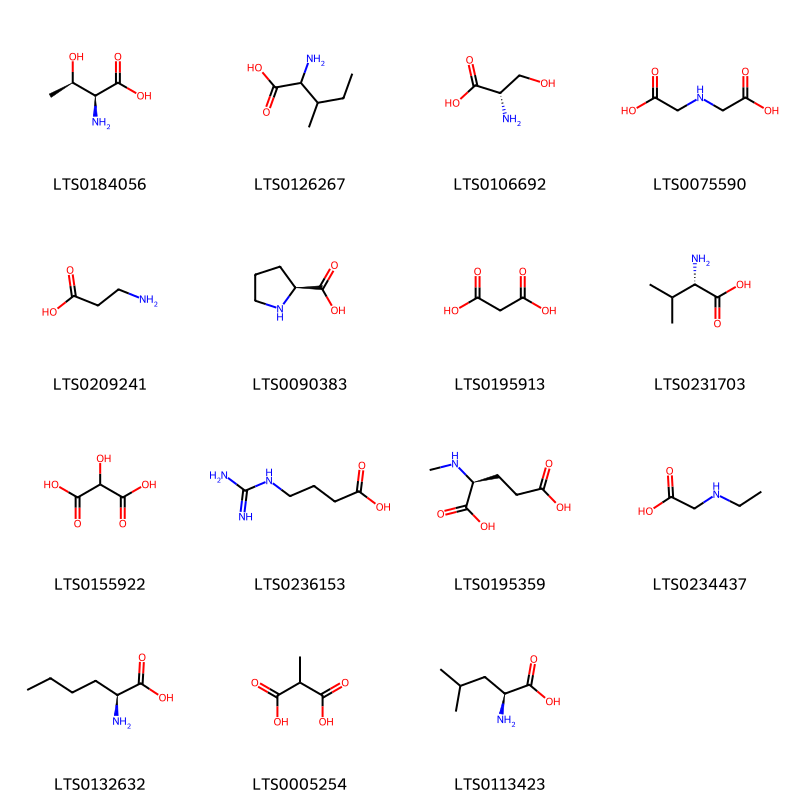 OH O OH NH₂
HO O NH₂
O HO OH NH₂
O HO H N O OH
LTS0184056 LTS0126267 LTS0106692 LTS0075590
O HO NH₂
N H O OH
O HO O OH
NH₂ OH O
LTS0209241 LTS0090383 LTS0195913 LTS0231703
OH HO O O OH
H₂N NH H N O OH
H N O OH O OH
O HO H N
LTS0155922 LTS0236153 LTS0195359 LTS0234437
O OH NH₂
O OH O OH
O OH NH₂
LTS0132632 LTS0005254 LTS0113423